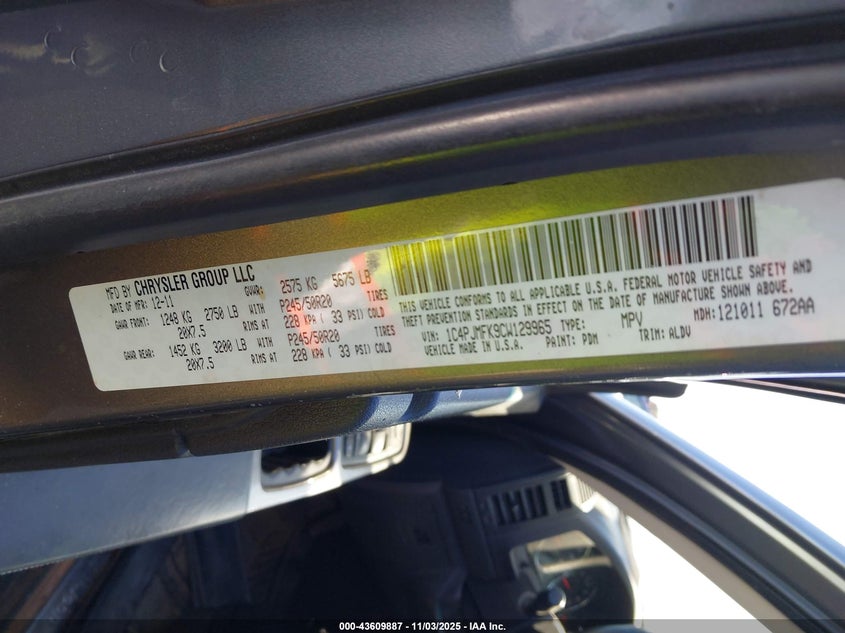 MFD BY CHRYSLER GROUP LLC
DATE OF MFR: 12-11 GVWR: 2575 KG 5675 LB
GAWR FRONT: 1248 KG 2750 LB WITH P245/50R20 TIRES
20X7.5 RIMS AT 228 KPA ( 33 PSI) COLD
GAWR REAR: 1452 KG 3200 LB WITH P245/50R20 TIRES
20X7.5 RIMS AT 228 KPA ( 33 PSI) COLD
THIS VEHICLE CONFORMS TO ALL APPLICABLE U.S.A. FEDERAL MOTOR VEHICLE SAFETY AND
THEFT PREVENTION STANDARDS IN EFFECT ON THE DATE OF MANUFACTURE SHOWN ABOVE.
VIN: 1C4PJMFK9CW129965 TYPE: MPV MDH:121011 672AA
VEHICLE MADE IN U.S.A. PAINT: PDM TRIM: ALDV
000-43609887 - 11/03/2025 - IAA Inc.